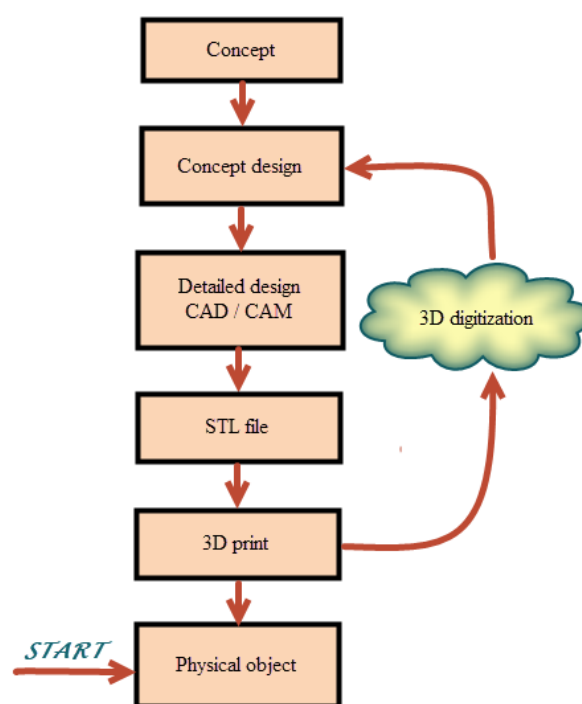 Concept
Concept design
Detailed design
CAD / CAM
3D digitization
STL file
3D print
START
Physical object